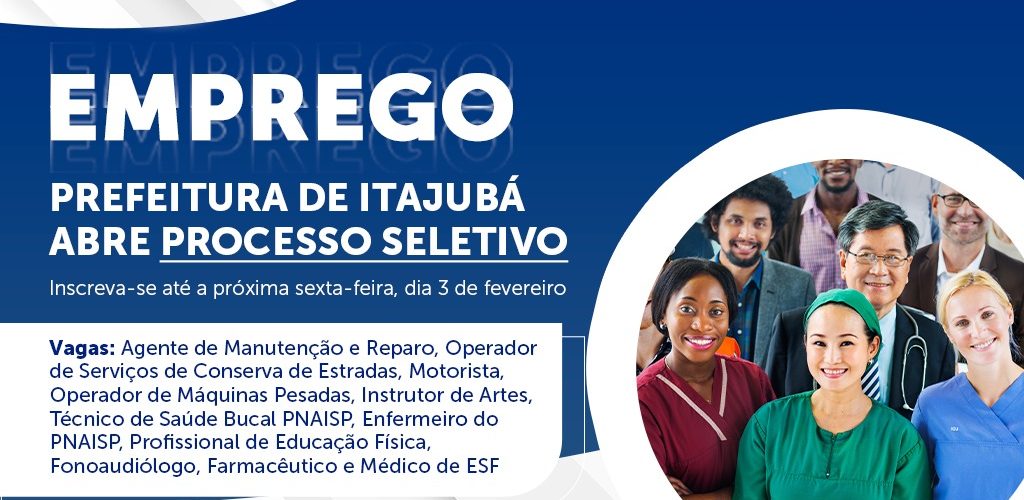 EMPREGO
PREFEITURA DE ITAJUBÁ
ABRE PROCESSO SELETIVO
Inscreva-se até a próxima sexta-feira, dia 3 de fevereiro
Vagas: Agente de Manutenção e Reparo, Operador
de Serviços de Conserva de Estradas, Motorista,
Operador de Máquinas Pesadas, Instrutor de Artes,
Técnico de Saúde Bucal PNAISP, Enfermeiro do
PNAISP, Profissional de Educação Física,
Fonoaudiólogo, Farmacêutico e Médico de ESF